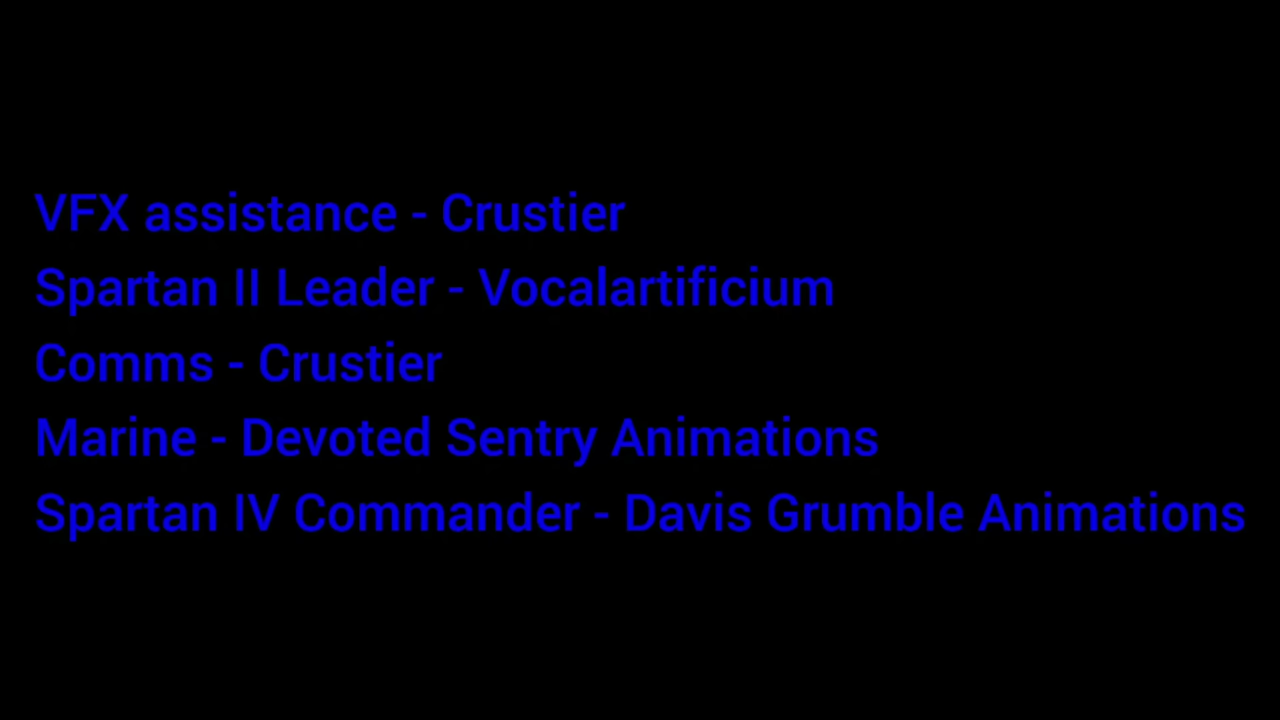 VFX assistance - Crustier
Spartan II Leader - Vocalartificium
Comms - Crustier
Marine - Devoted Sentry Animations
Spartan IV Commander - Davis Grumble Animations